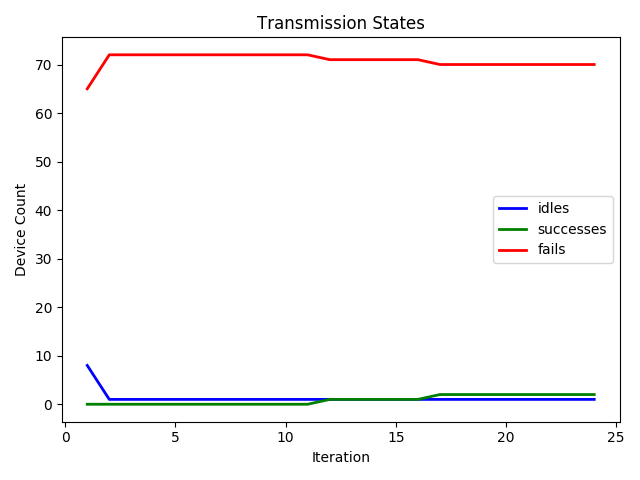 Transmission States
Device Count
70
60
50
40
30
20
10
0
idles
successes
fails
0 5 10 15 20 25
Iteration